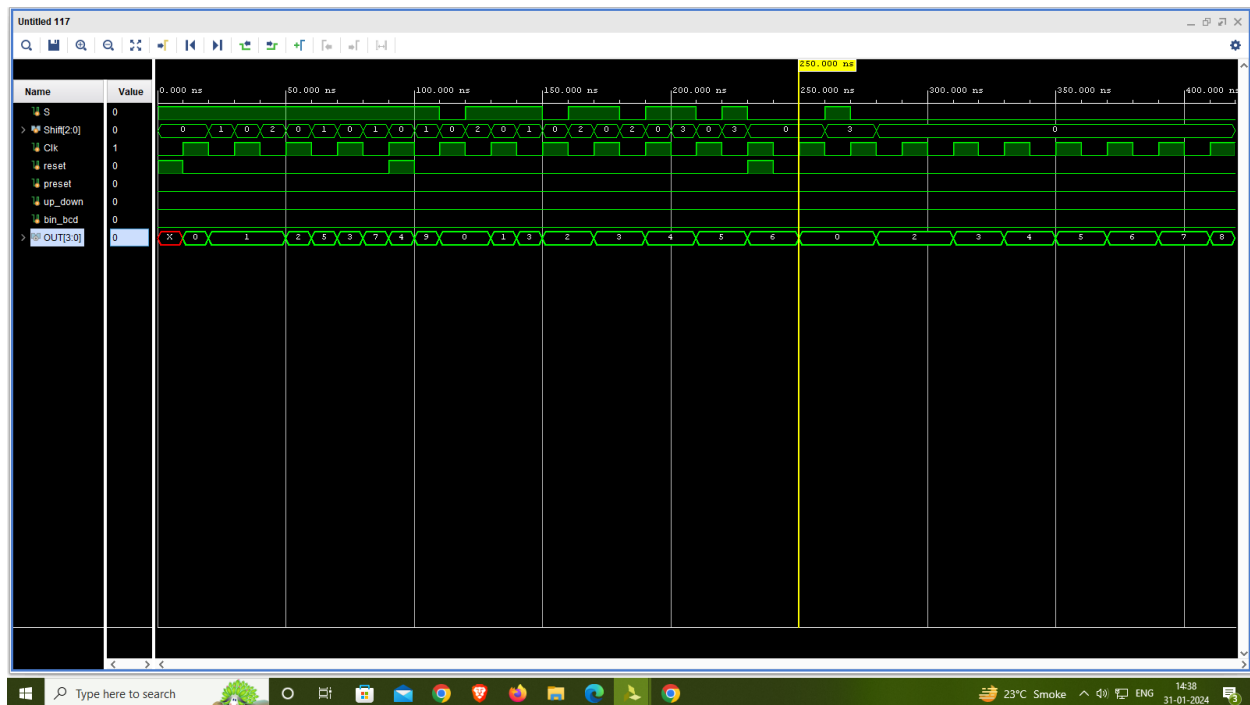 Untitled 117
250.000 ns
Name Value 0.000 ns 50.000 ns 100.000 ns 150.000 ns 200.000 ns 250.000 ns 300.000 ns 350.000 ns 400.000 ns
S 0
Shift[2:0] 0 0 1 0 2 0 1 0 1 0 1 0 2 0 1 0 2 0 2 0 3 0 3 0 3 0
Clk 1
reset 0
preset 0
up_down 0
bin_bcd 0
OUT[3:0] 0 X 0 1 2 5 3 7 4 9 0 1 3 2 3 4 5 6 0 2 3 4 5 6 7 8
Type here to search 23°C Smoke ENG 14:38
31-01-2024 3